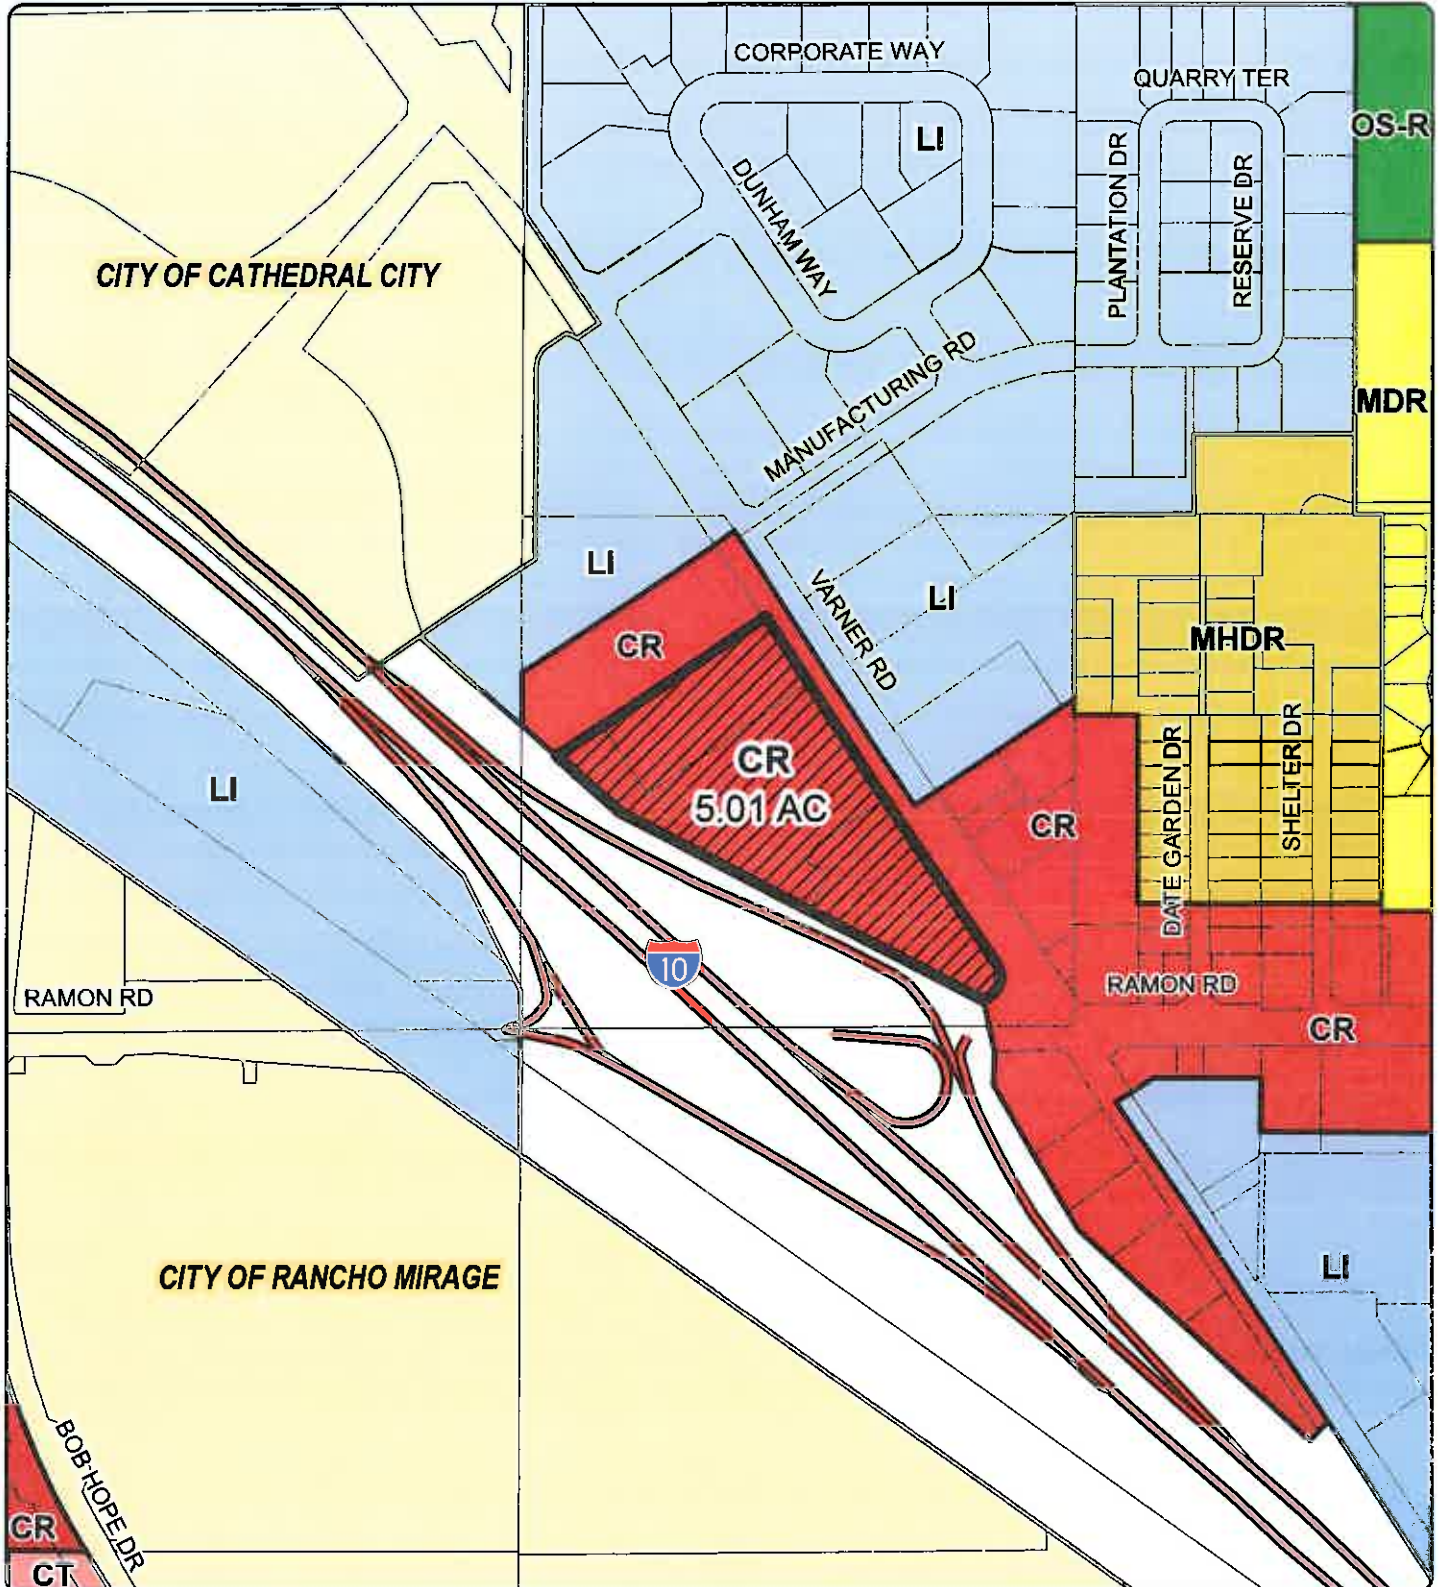 CORPORATE WAY
QUARRY TER
OS-R
LI
PLANTATION DR
RESERVE DR
DUNHAM WAY
CITY OF CATHEDRAL CITY
MANUFACTURING RD
MDR
LI
VARNER RD
LI
CR
MHDR
LI
CR
5.01 AC
CR
DATE GARDEN DR
SHELTER DR
10
RAMON RD
RAMON RD
CR
CITY OF RANCHO MIRAGE
LI
BOB HOPE DR
CR
CT